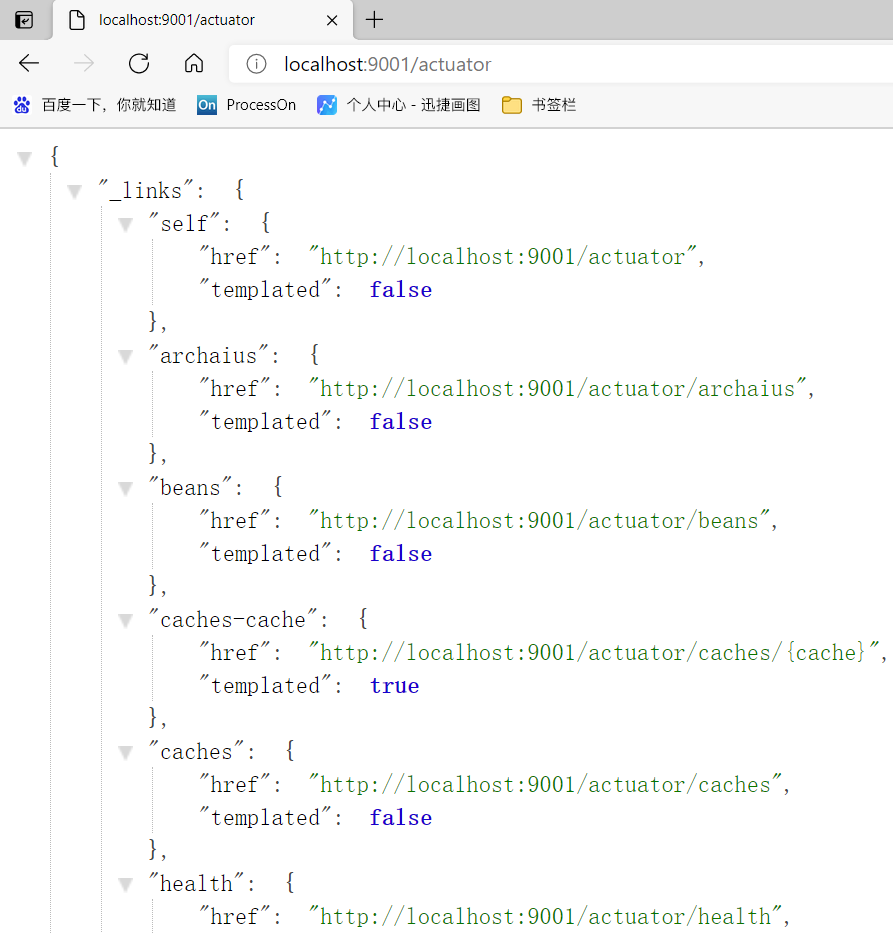 localhost:9001/actuator
localhost:9001/actuator
百度一下，你就知道 On ProcessOn 个人中心 - 迅捷画图 书签栏
{
"_links": {
"self": {
"href": "http://localhost:9001/actuator",
"templated": false
},
"archaius": {
"href": "http://localhost:9001/actuator/archaius",
"templated": false
},
"beans": {
"href": "http://localhost:9001/actuator/beans",
"templated": false
},
"caches-cache": {
"href": "http://localhost:9001/actuator/caches/{cache}",
"templated": true
},
"caches": {
"href": "http://localhost:9001/actuator/caches",
"templated": false
},
"health": {
"href": "http://localhost:9001/actuator/health",